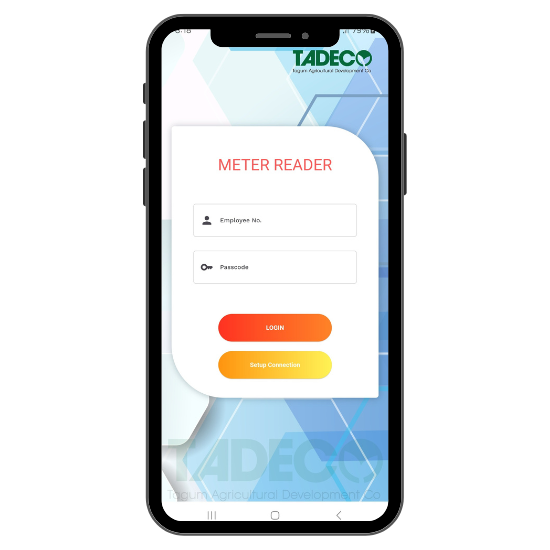 TADECO
Tagum Agricultural Development Co
METER READER
Employee No.
Passcode
LOGIN
Setup Connection
TADECO
Tagum Agricultural Development Co